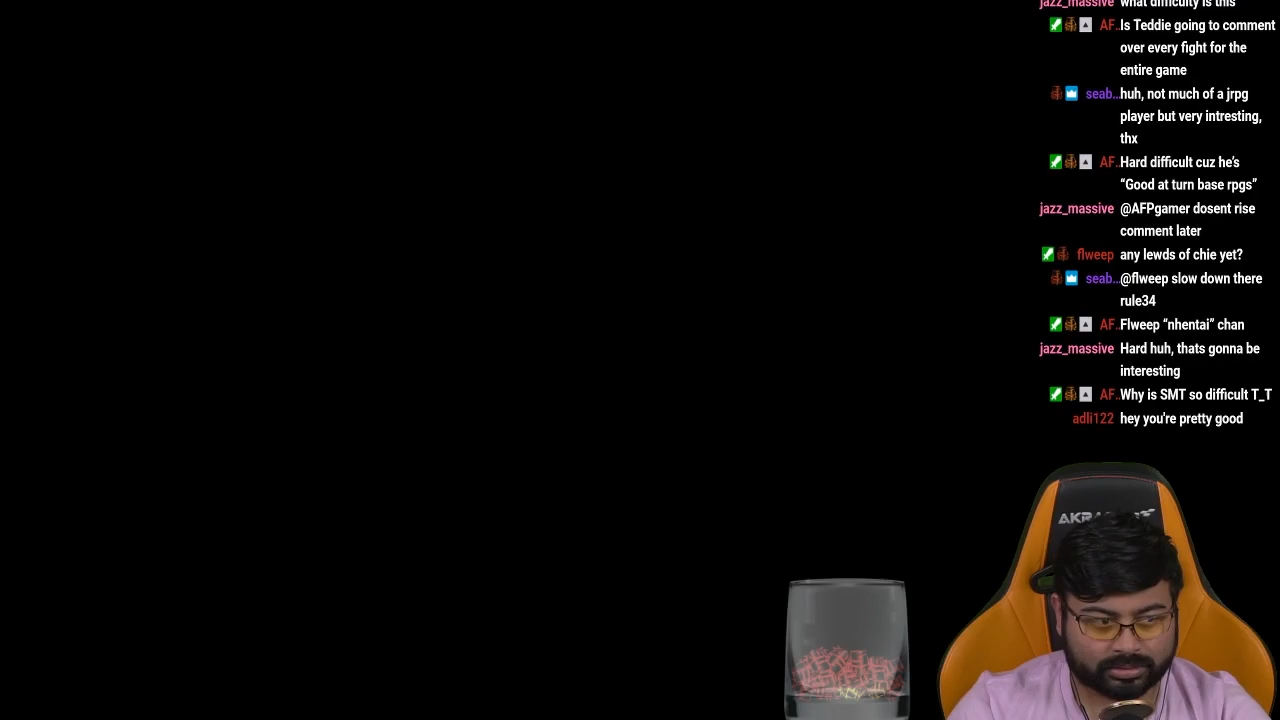 jazz_massive what difficulty is this
AF..Is Teddie going to comment
over every fight for the
entire game
seab...huh, not much of a jrpg
player but very intresting,
thx
AF..Hard difficult cuz he's
“Good at turn base rpgs”
jazz_massive @AFPgamer dosent rise
comment later
flweep any lewds of chie yet?
seab...@flweep slow down there
rule34
AF..Flweep “nhentai” chan
jazz_massive Hard huh, thats gonna be
interesting
AF..Why is SMT so difficult T_T
adli122 hey you're pretty good